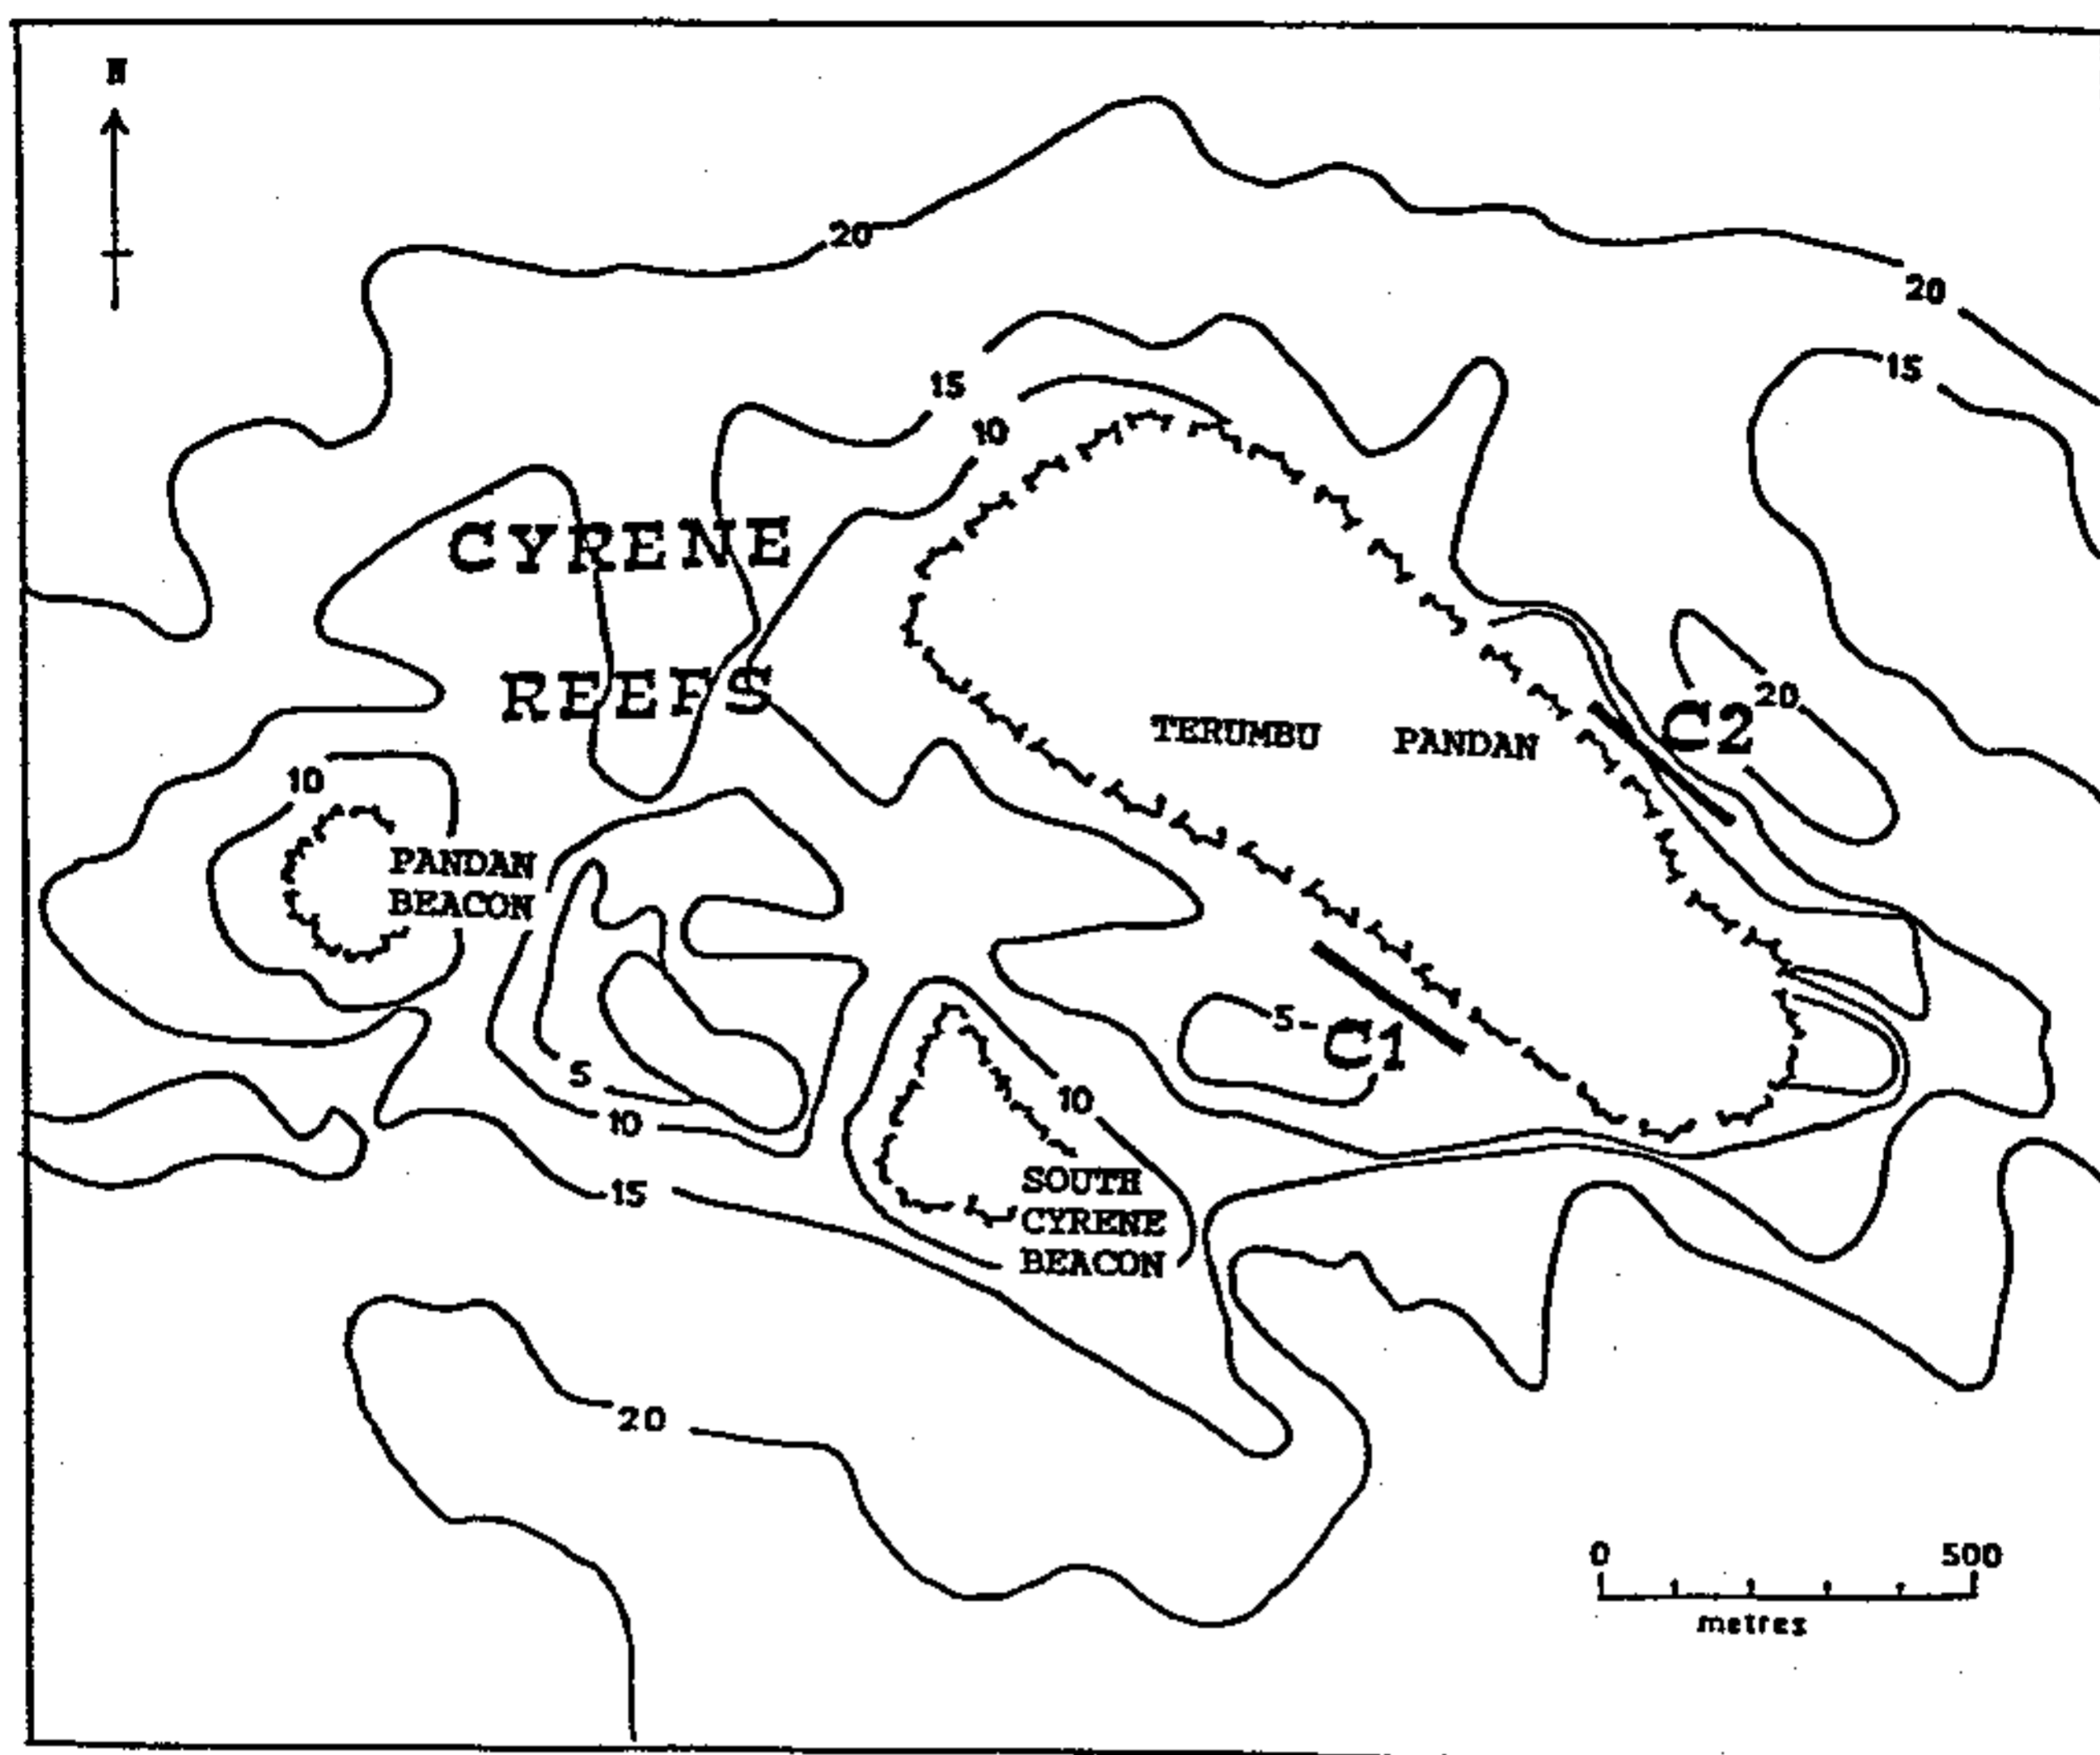 N
20
20
15
15
10
CYRENE
REEFS
20
C2
TERUMBU PANDAN
10
PANDAN
BEACON
5-C1
5
10
10
15
SOUTH
CYRENE
BEACON
20
0 500
metres